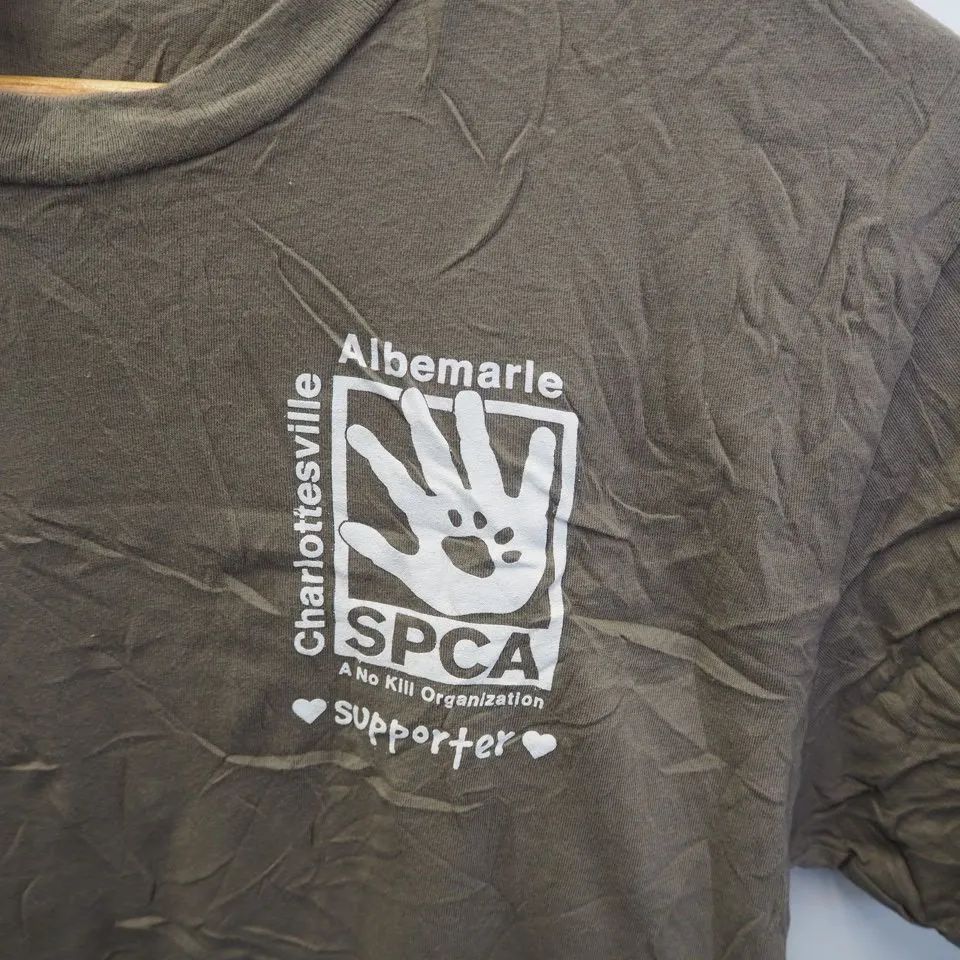 Charlottesville
Albemarle
SPCA
A No Kill Organization
supporter